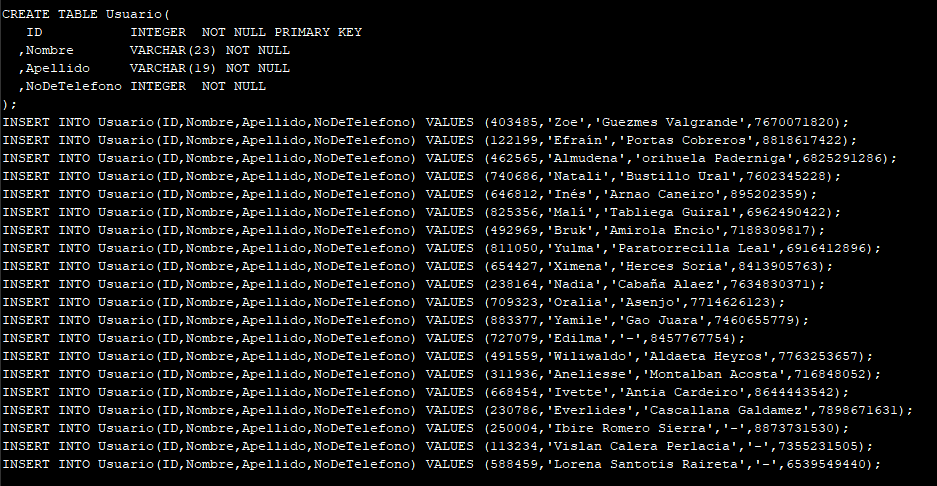 CREATE TABLE Usuario(
   ID           INTEGER  NOT NULL PRIMARY KEY
  ,Nombre       VARCHAR(23) NOT NULL
  ,Apellido     VARCHAR(19) NOT NULL
  ,NoDeTelefono INTEGER  NOT NULL
);
INSERT INTO Usuario(ID,Nombre,Apellido,NoDeTelefono) VALUES (403485,'Zoe','Guezmes Valgrande',7670071820);
INSERT INTO Usuario(ID,Nombre,Apellido,NoDeTelefono) VALUES (122199,'Efraín','Portas Cobreros',8818617422);
INSERT INTO Usuario(ID,Nombre,Apellido,NoDeTelefono) VALUES (462565,'Almudena','orihuela Paderniga',6825291286);
INSERT INTO Usuario(ID,Nombre,Apellido,NoDeTelefono) VALUES (740686,'Natali','Bustillo Ural',7602345228);
INSERT INTO Usuario(ID,Nombre,Apellido,NoDeTelefono) VALUES (646812,'Inés','Arnao Caneiro',895202359);
INSERT INTO Usuario(ID,Nombre,Apellido,NoDeTelefono) VALUES (825356,'Malí','Tabliega Guiral',6962490422);
INSERT INTO Usuario(ID,Nombre,Apellido,NoDeTelefono) VALUES (492969,'Bruk','Amirola Encio',7188309817);
INSERT INTO Usuario(ID,Nombre,Apellido,NoDeTelefono) VALUES (811050,'Yulma','Paratorrecilla Leal',6916412896);
INSERT INTO Usuario(ID,Nombre,Apellido,NoDeTelefono) VALUES (654427,'Ximena','Herces Soria',8413905763);
INSERT INTO Usuario(ID,Nombre,Apellido,NoDeTelefono) VALUES (238164,'Nadia','Cabaña Alaez',7634830371);
INSERT INTO Usuario(ID,Nombre,Apellido,NoDeTelefono) VALUES (709323,'Oralia','Asenjo',7714626123);
INSERT INTO Usuario(ID,Nombre,Apellido,NoDeTelefono) VALUES (883377,'Yamile','Gao Juara',7460655779);
INSERT INTO Usuario(ID,Nombre,Apellido,NoDeTelefono) VALUES (727079,'Edilma','-',8457767754);
INSERT INTO Usuario(ID,Nombre,Apellido,NoDeTelefono) VALUES (491559,'Wiliwaldo','Aldaeta Heyros',7763253657);
INSERT INTO Usuario(ID,Nombre,Apellido,NoDeTelefono) VALUES (311936,'Aneliesse','Montalban Acosta',716848052);
INSERT INTO Usuario(ID,Nombre,Apellido,NoDeTelefono) VALUES (668454,'Ivette','Antia Cardeiro',8644443542);
INSERT INTO Usuario(ID,Nombre,Apellido,NoDeTelefono) VALUES (230786,'Everlides','Cascallana Galdamez',7898671631);
INSERT INTO Usuario(ID,Nombre,Apellido,NoDeTelefono) VALUES (250004,'Ibire Romero Sierra','-',8873731530);
INSERT INTO Usuario(ID,Nombre,Apellido,NoDeTelefono) VALUES (113234,'Vislan Calera Perlacia','-',7355231505);
INSERT INTO Usuario(ID,Nombre,Apellido,NoDeTelefono) VALUES (588459,'Lorena Santotis Raireta','-',6539549440);